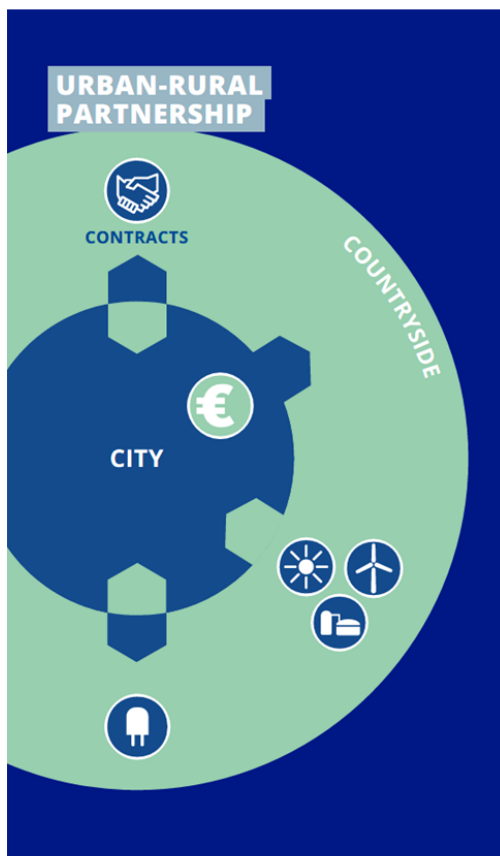 URBAN-RURAL
PARTNERSHIP
CONTRACTS
COUNTRYSIDE
€
CITY